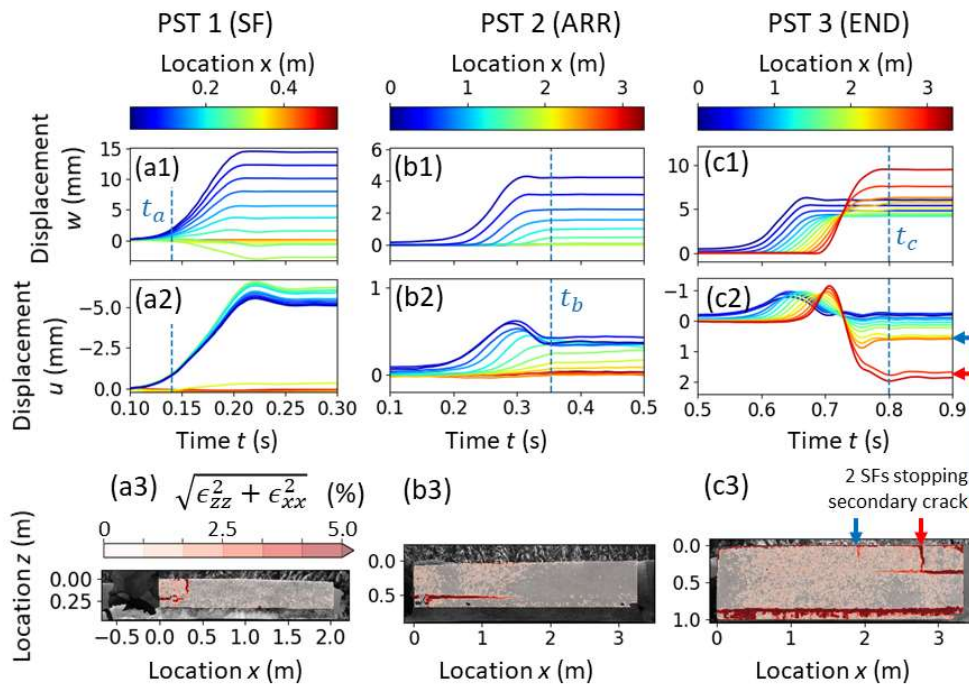 PST 1 (SF) PST 2 (ARR) PST 3 (END)
Location x (m) Location x (m) Location x (m)
0.2 0.4 0 1 2 3 0 1 2 3
Displacement w (mm)
15 10 5 0
(a1) t_a
6 4 2 0
(b1)
10 5 0
(c1) t_c
Displacement u (mm)
−5.0 −2.5 0.0
(a2)
1 0
(b2) t_b
−1 0 1 2
(c2)
0.10 0.15 0.20 0.25 0.30 0.1 0.2 0.3 0.4 0.5 0.5 0.6 0.7 0.8 0.9
Time t (s) Time t (s) Time t (s)
(a3) √(ϵ²_zz + ϵ²_xx) (%)
0 2.5 5.0
(b3)
(c3) 2 SFs stopping
secondary crack
Location z (m)
0.00 0.25
0.0 0.5
0.0 0.5 1.0
−0.5 0.0 0.5 1.0 1.5 2.0 0 1 2 3 0 1 2 3
Location x (m) Location x (m) Location x (m)